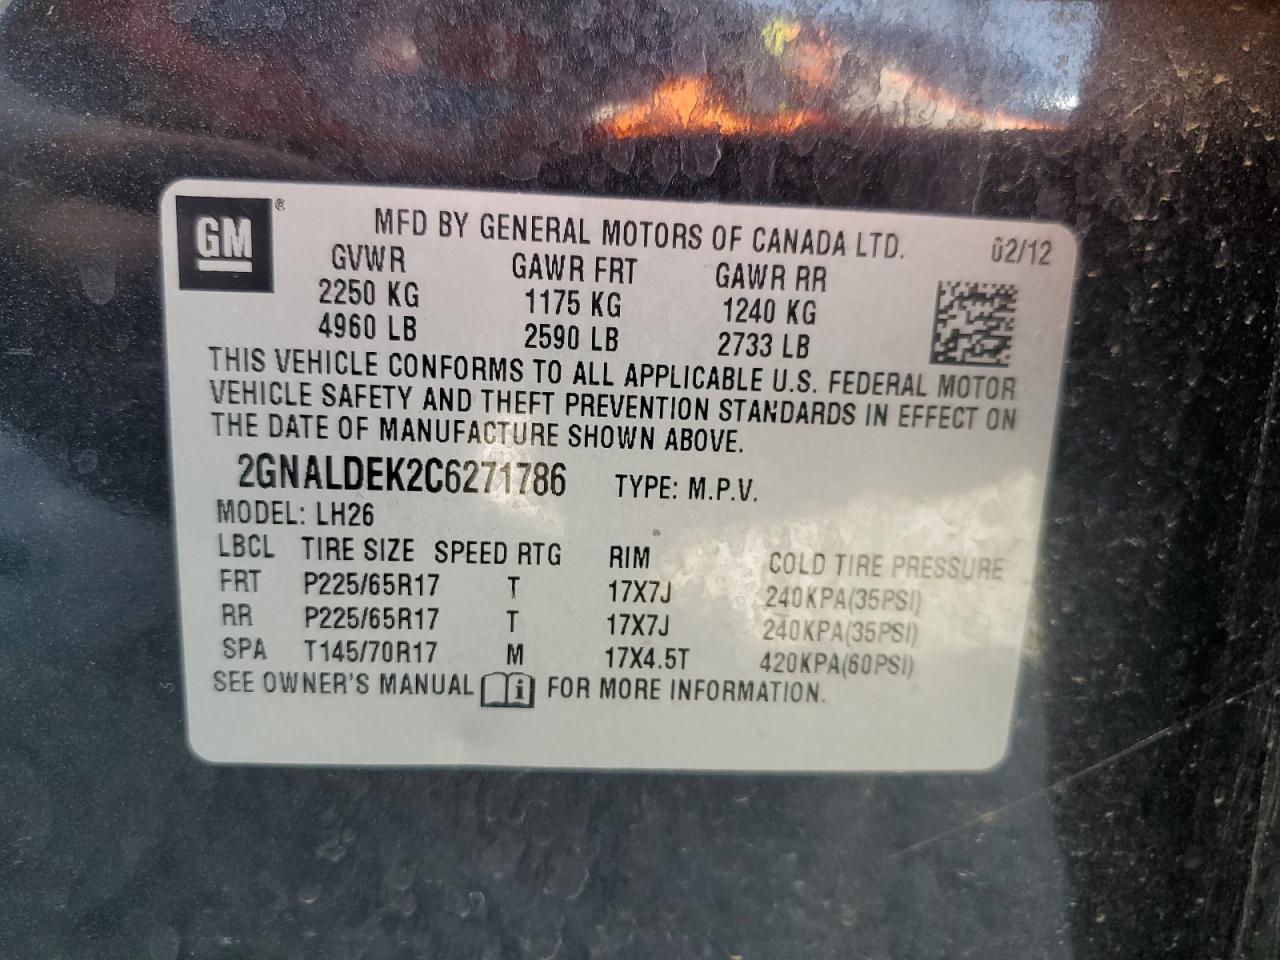 GM ®
MFD BY GENERAL MOTORS OF CANADA LTD. 02/12
GVWR GAWR FRT GAWR RR
2250 KG 1175 KG 1240 KG
4960 LB 2590 LB 2733 LB
THIS VEHICLE CONFORMS TO ALL APPLICABLE U.S. FEDERAL MOTOR
VEHICLE SAFETY AND THEFT PREVENTION STANDARDS IN EFFECT ON
THE DATE OF MANUFACTURE SHOWN ABOVE.
2GNALDEK2C6271786 TYPE: M.P.V.
MODEL: LH26
LBCL TIRE SIZE SPEED RTG RIM COLD TIRE PRESSURE
FRT P225/65R17 T 17X7J 240KPA(35PSI)
RR P225/65R17 T 17X7J 240KPA(35PSI)
SPA T145/70R17 M 17X4.5T 420KPA(60PSI)
SEE OWNER'S MANUAL i FOR MORE INFORMATION.